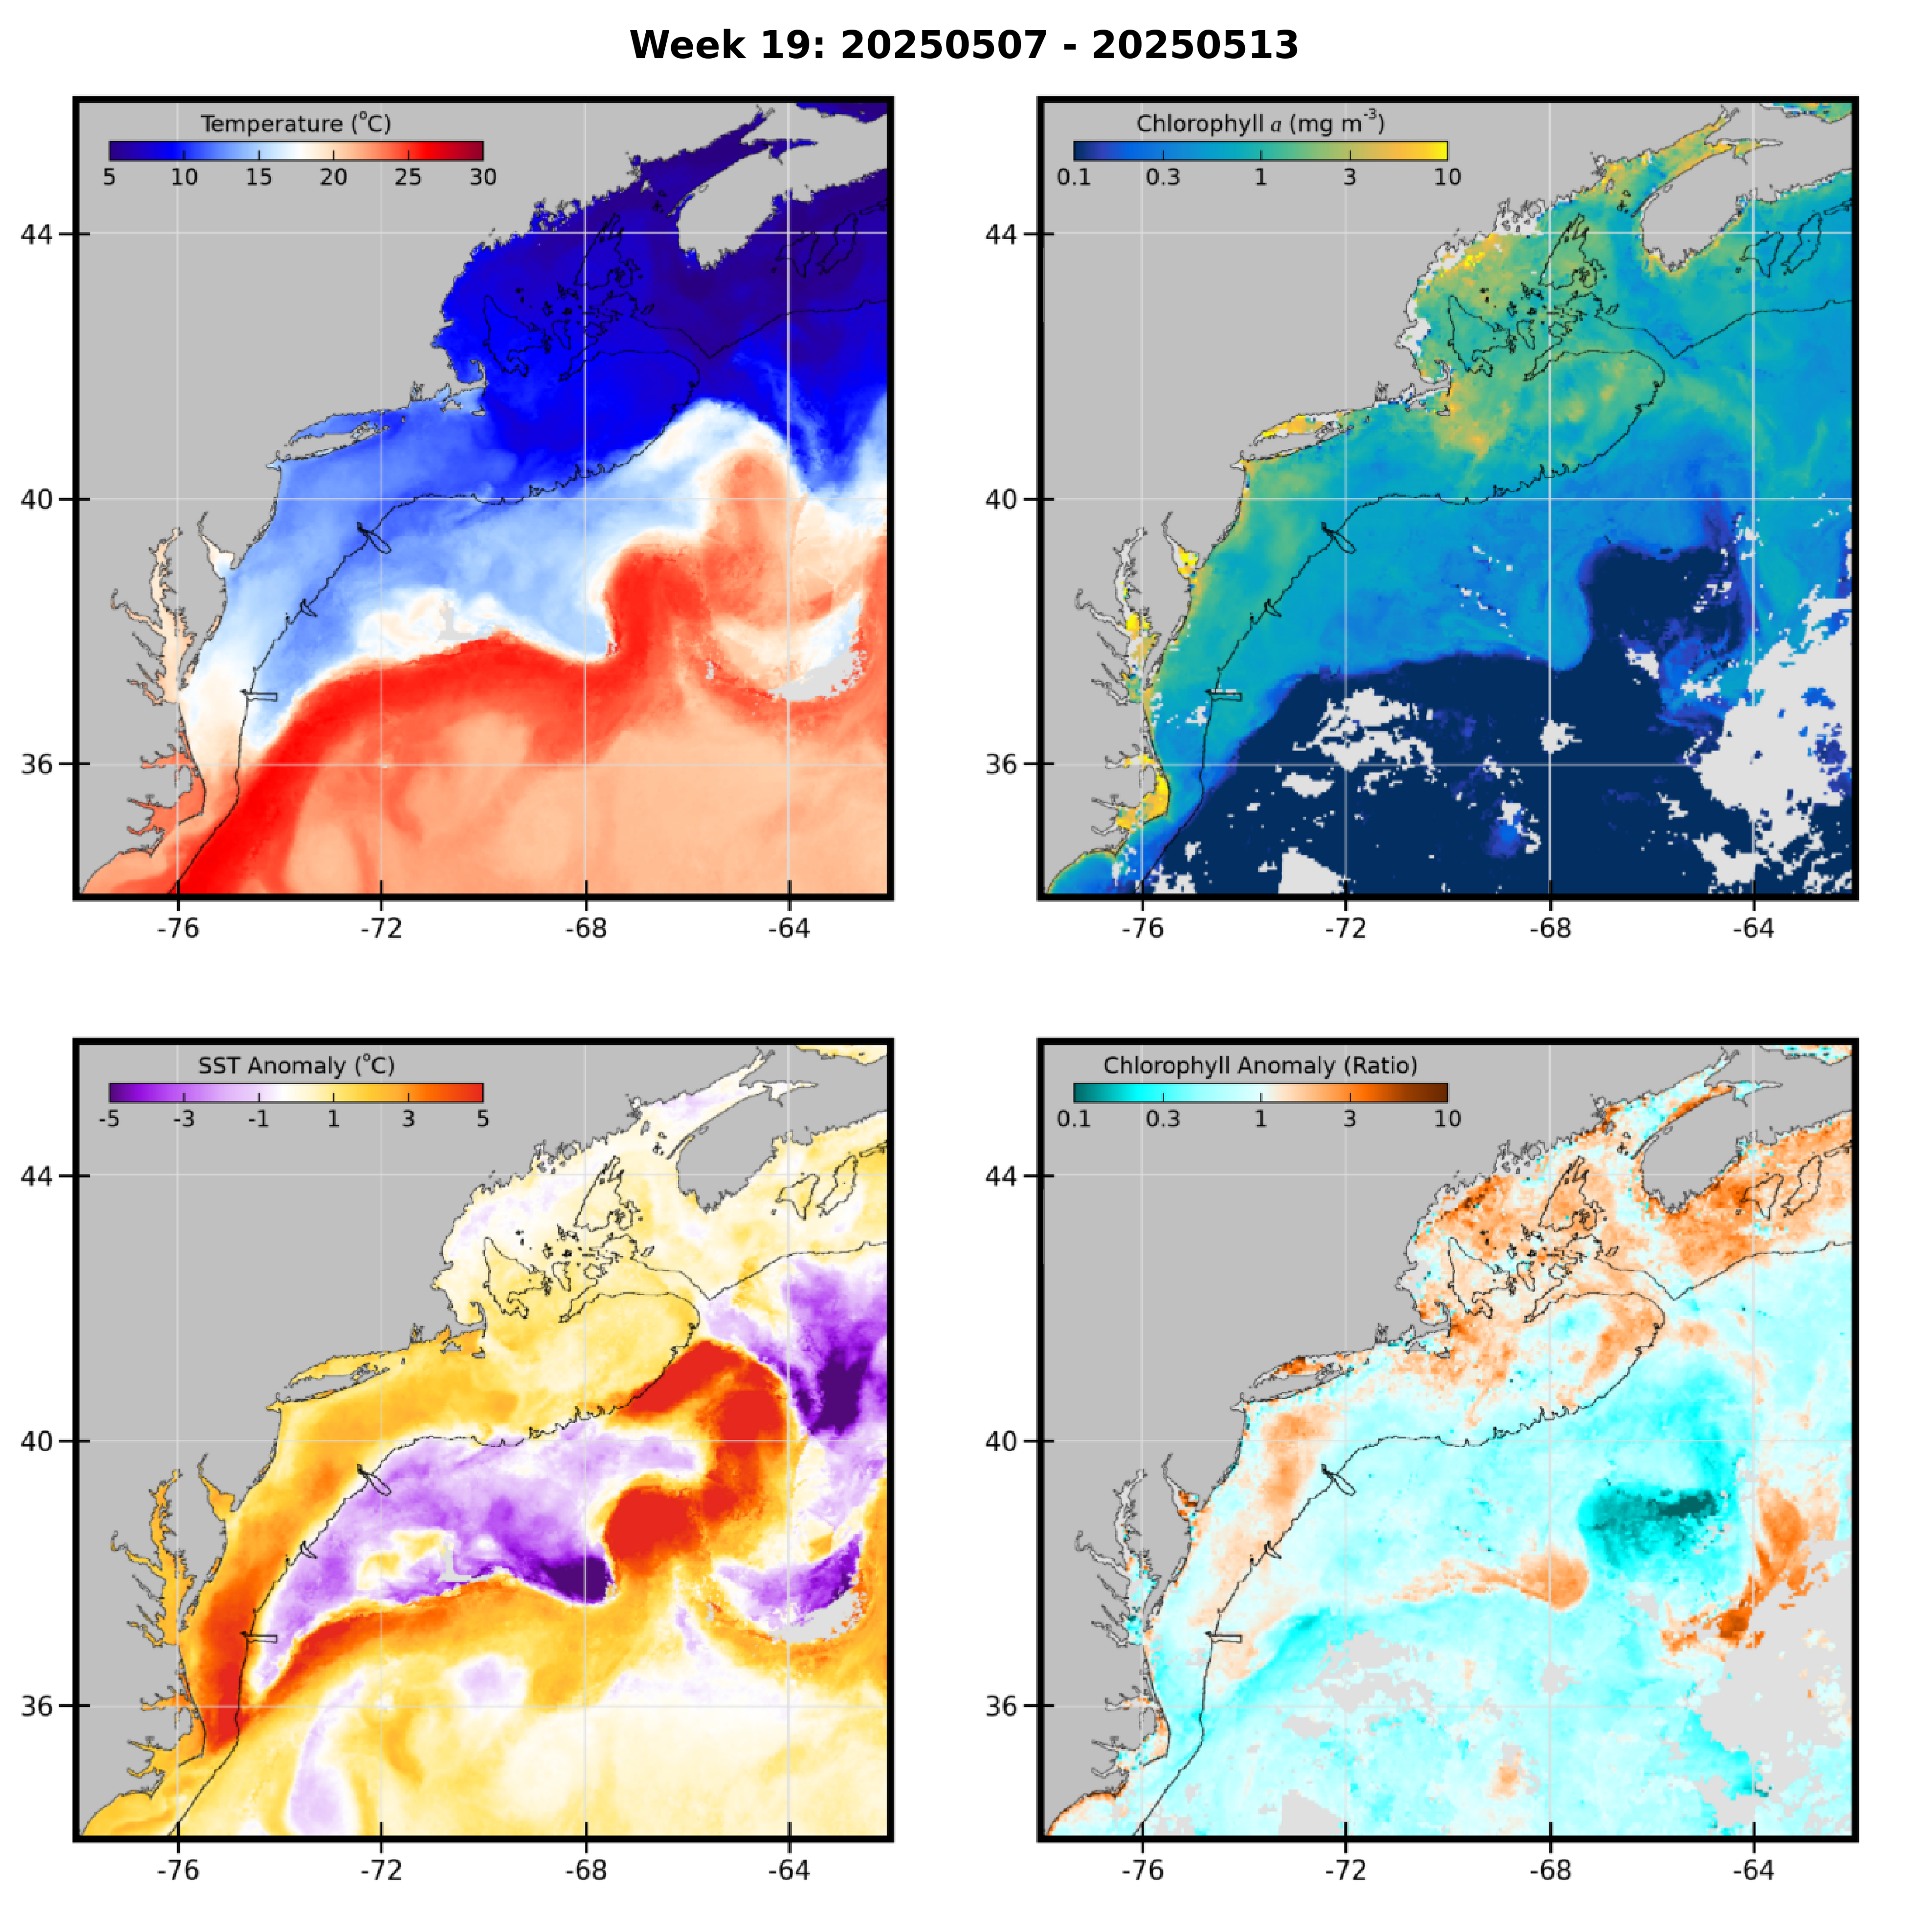 Week 19: 20250507 - 20250513
Temperature (°C)
5 10 15 20 25 30
44
40
36
-76 -72 -68 -64
Chlorophyll a (mg m⁻³)
0.1 0.3 1 3 10
44
40
36
-76 -72 -68 -64
SST Anomaly (°C)
-5 -3 -1 1 3 5
44
40
36
-76 -72 -68 -64
Chlorophyll Anomaly (Ratio)
0.1 0.3 1 3 10
44
40
36
-76 -72 -68 -64